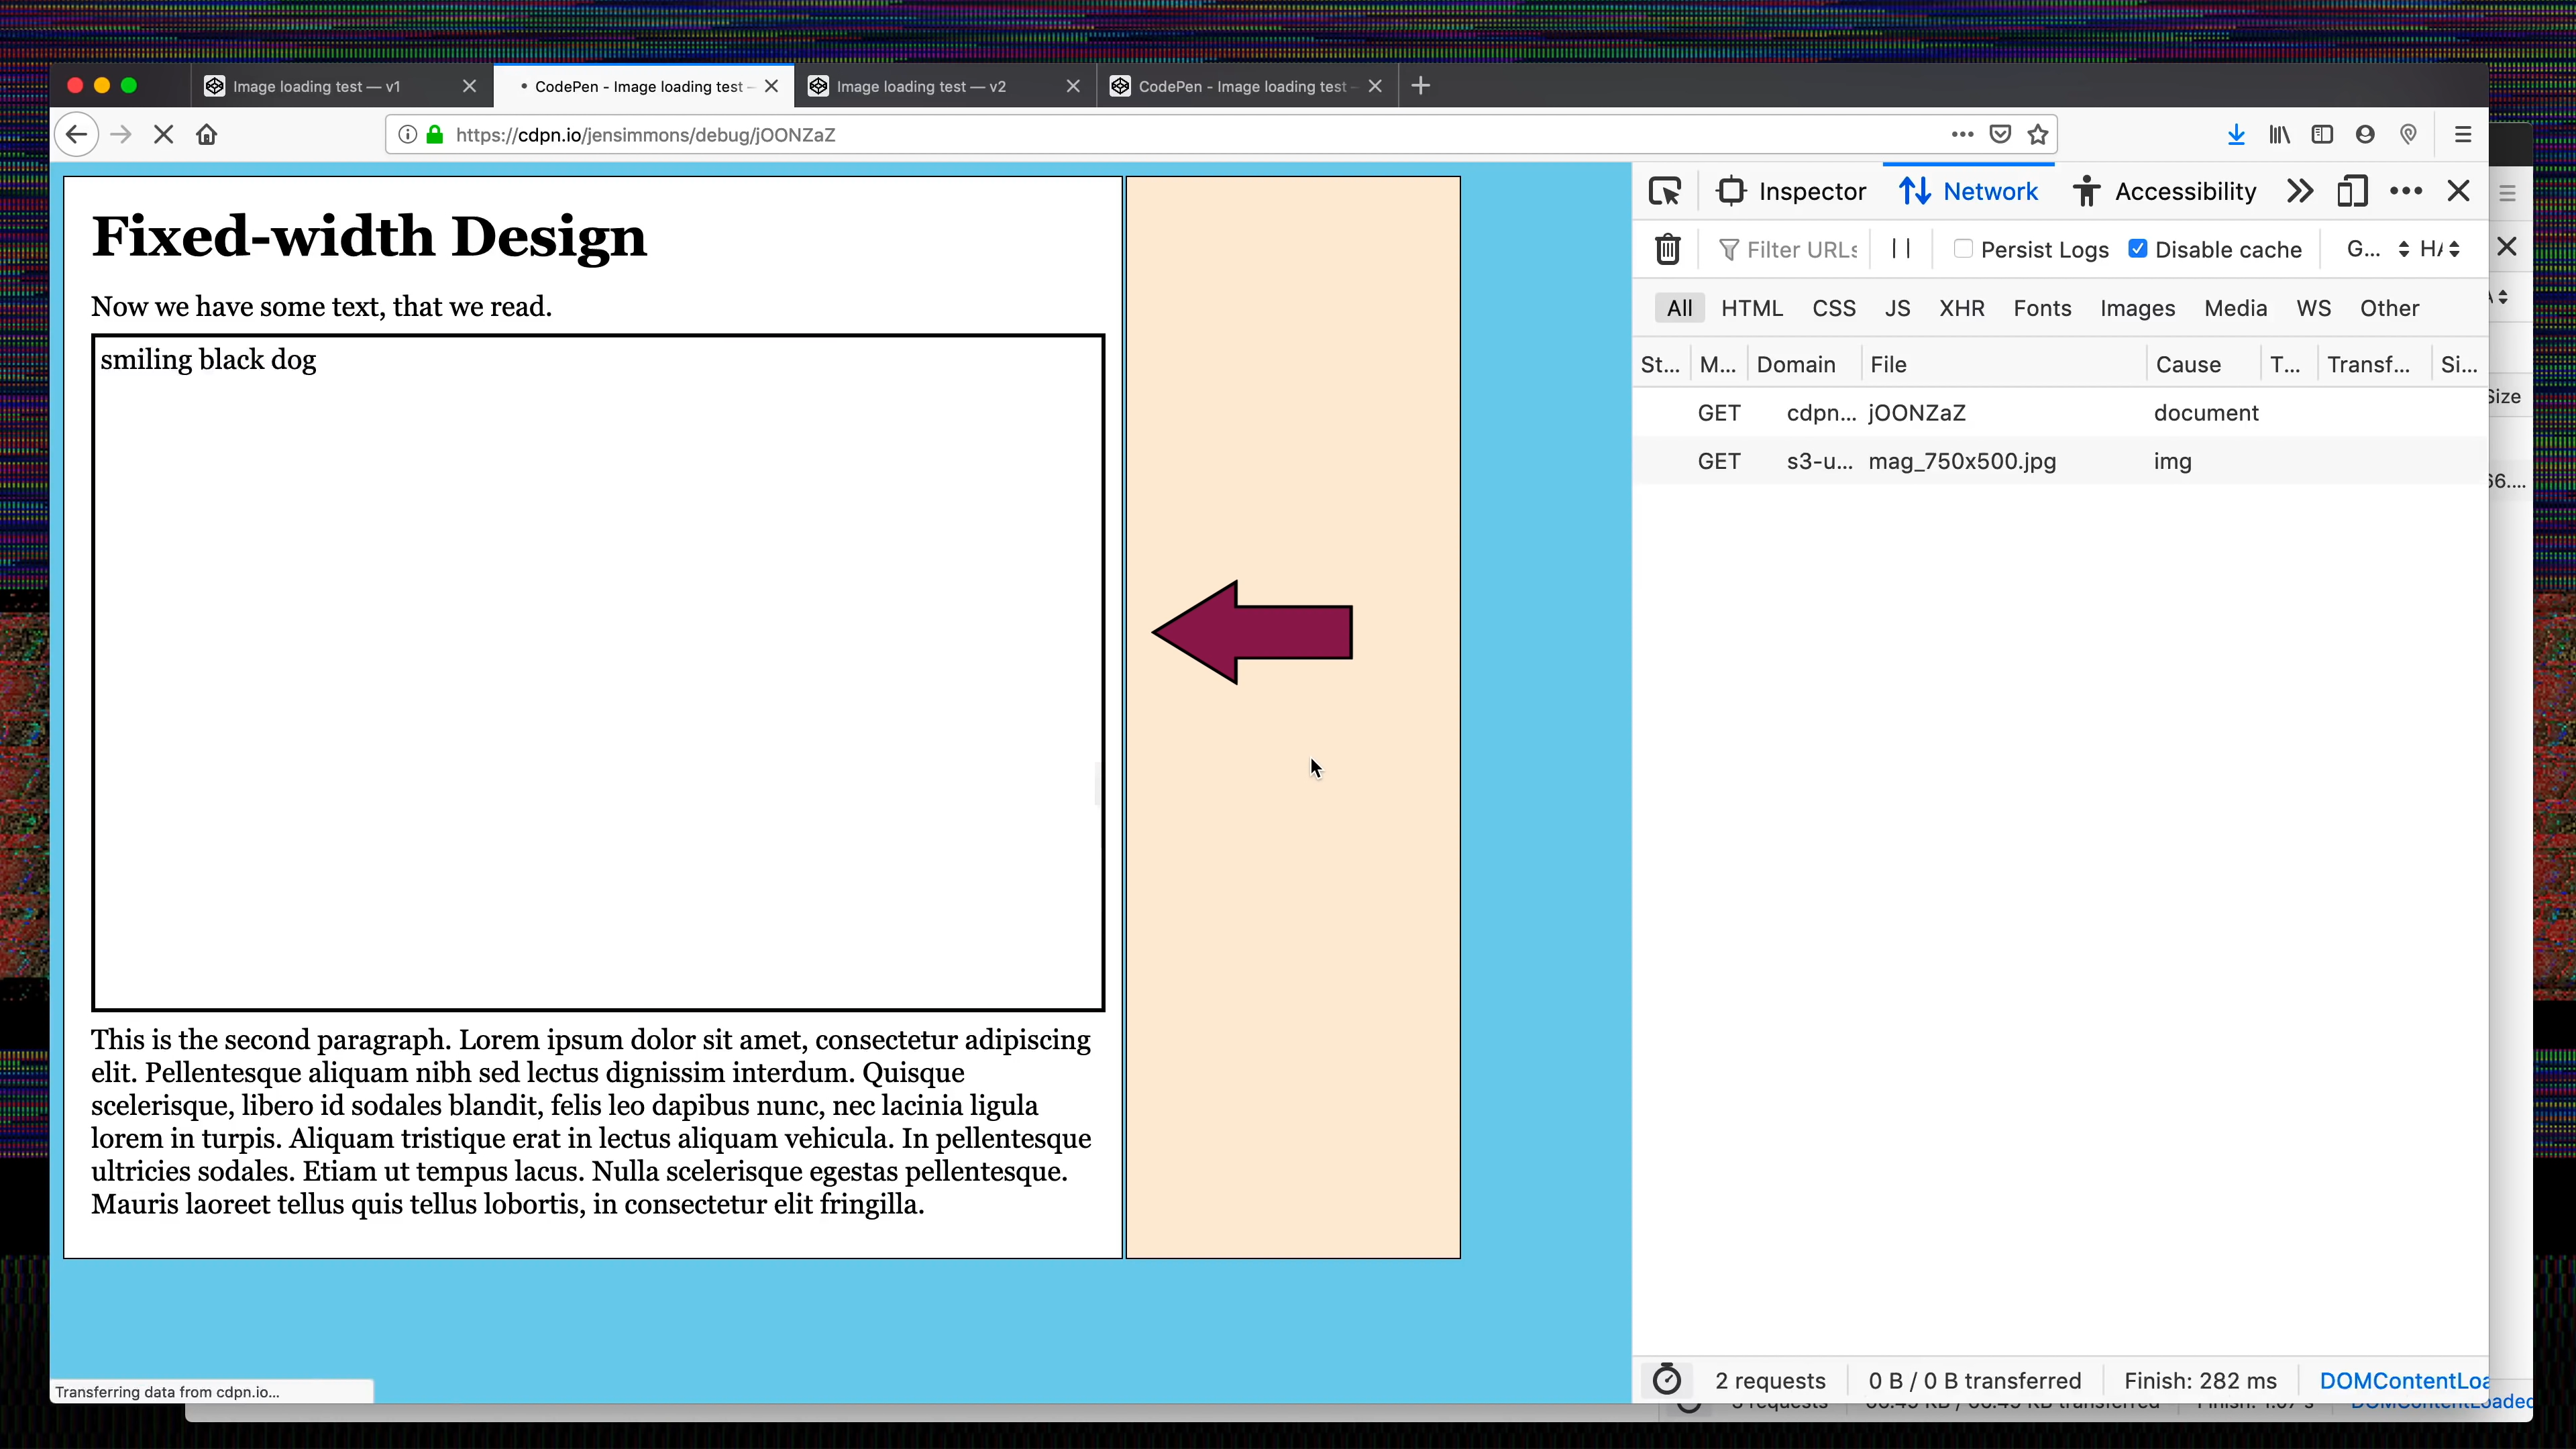 Image loading test — v1
CodePen - Image loading test -
Image loading test — v2
CodePen - Image loading test -
https://cdpn.io/jensimmons/debug/jOONZaZ
Fixed-width Design
Now we have some text, that we read.
smiling black dog
This is the second paragraph. Lorem ipsum dolor sit amet, consectetur adipiscing
elit. Pellentesque aliquam nibh sed lectus dignissim interdum. Quisque
scelerisque, libero id sodales blandit, felis leo dapibus nunc, nec lacinia ligula
lorem in turpis. Aliquam tristique erat in lectus aliquam vehicula. In pellentesque
ultricies sodales. Etiam ut tempus lacus. Nulla scelerisque egestas pellentesque.
Mauris laoreet tellus quis tellus lobortis, in consectetur elit fringilla.
Transferring data from cdpn.io...
Inspector Network Accessibility
Filter URLs Persist Logs Disable cache G... HA
All HTML CSS JS XHR Fonts Images Media WS Other
St... M... Domain File Cause T... Transf... Si...
Size
GET cdpn... jOONZaZ document
GET s3-u... mag_750x500.jpg img
66....
2 requests 0 B / 0 B transferred Finish: 282 ms DOMContentLoa
DOMContentLoaded